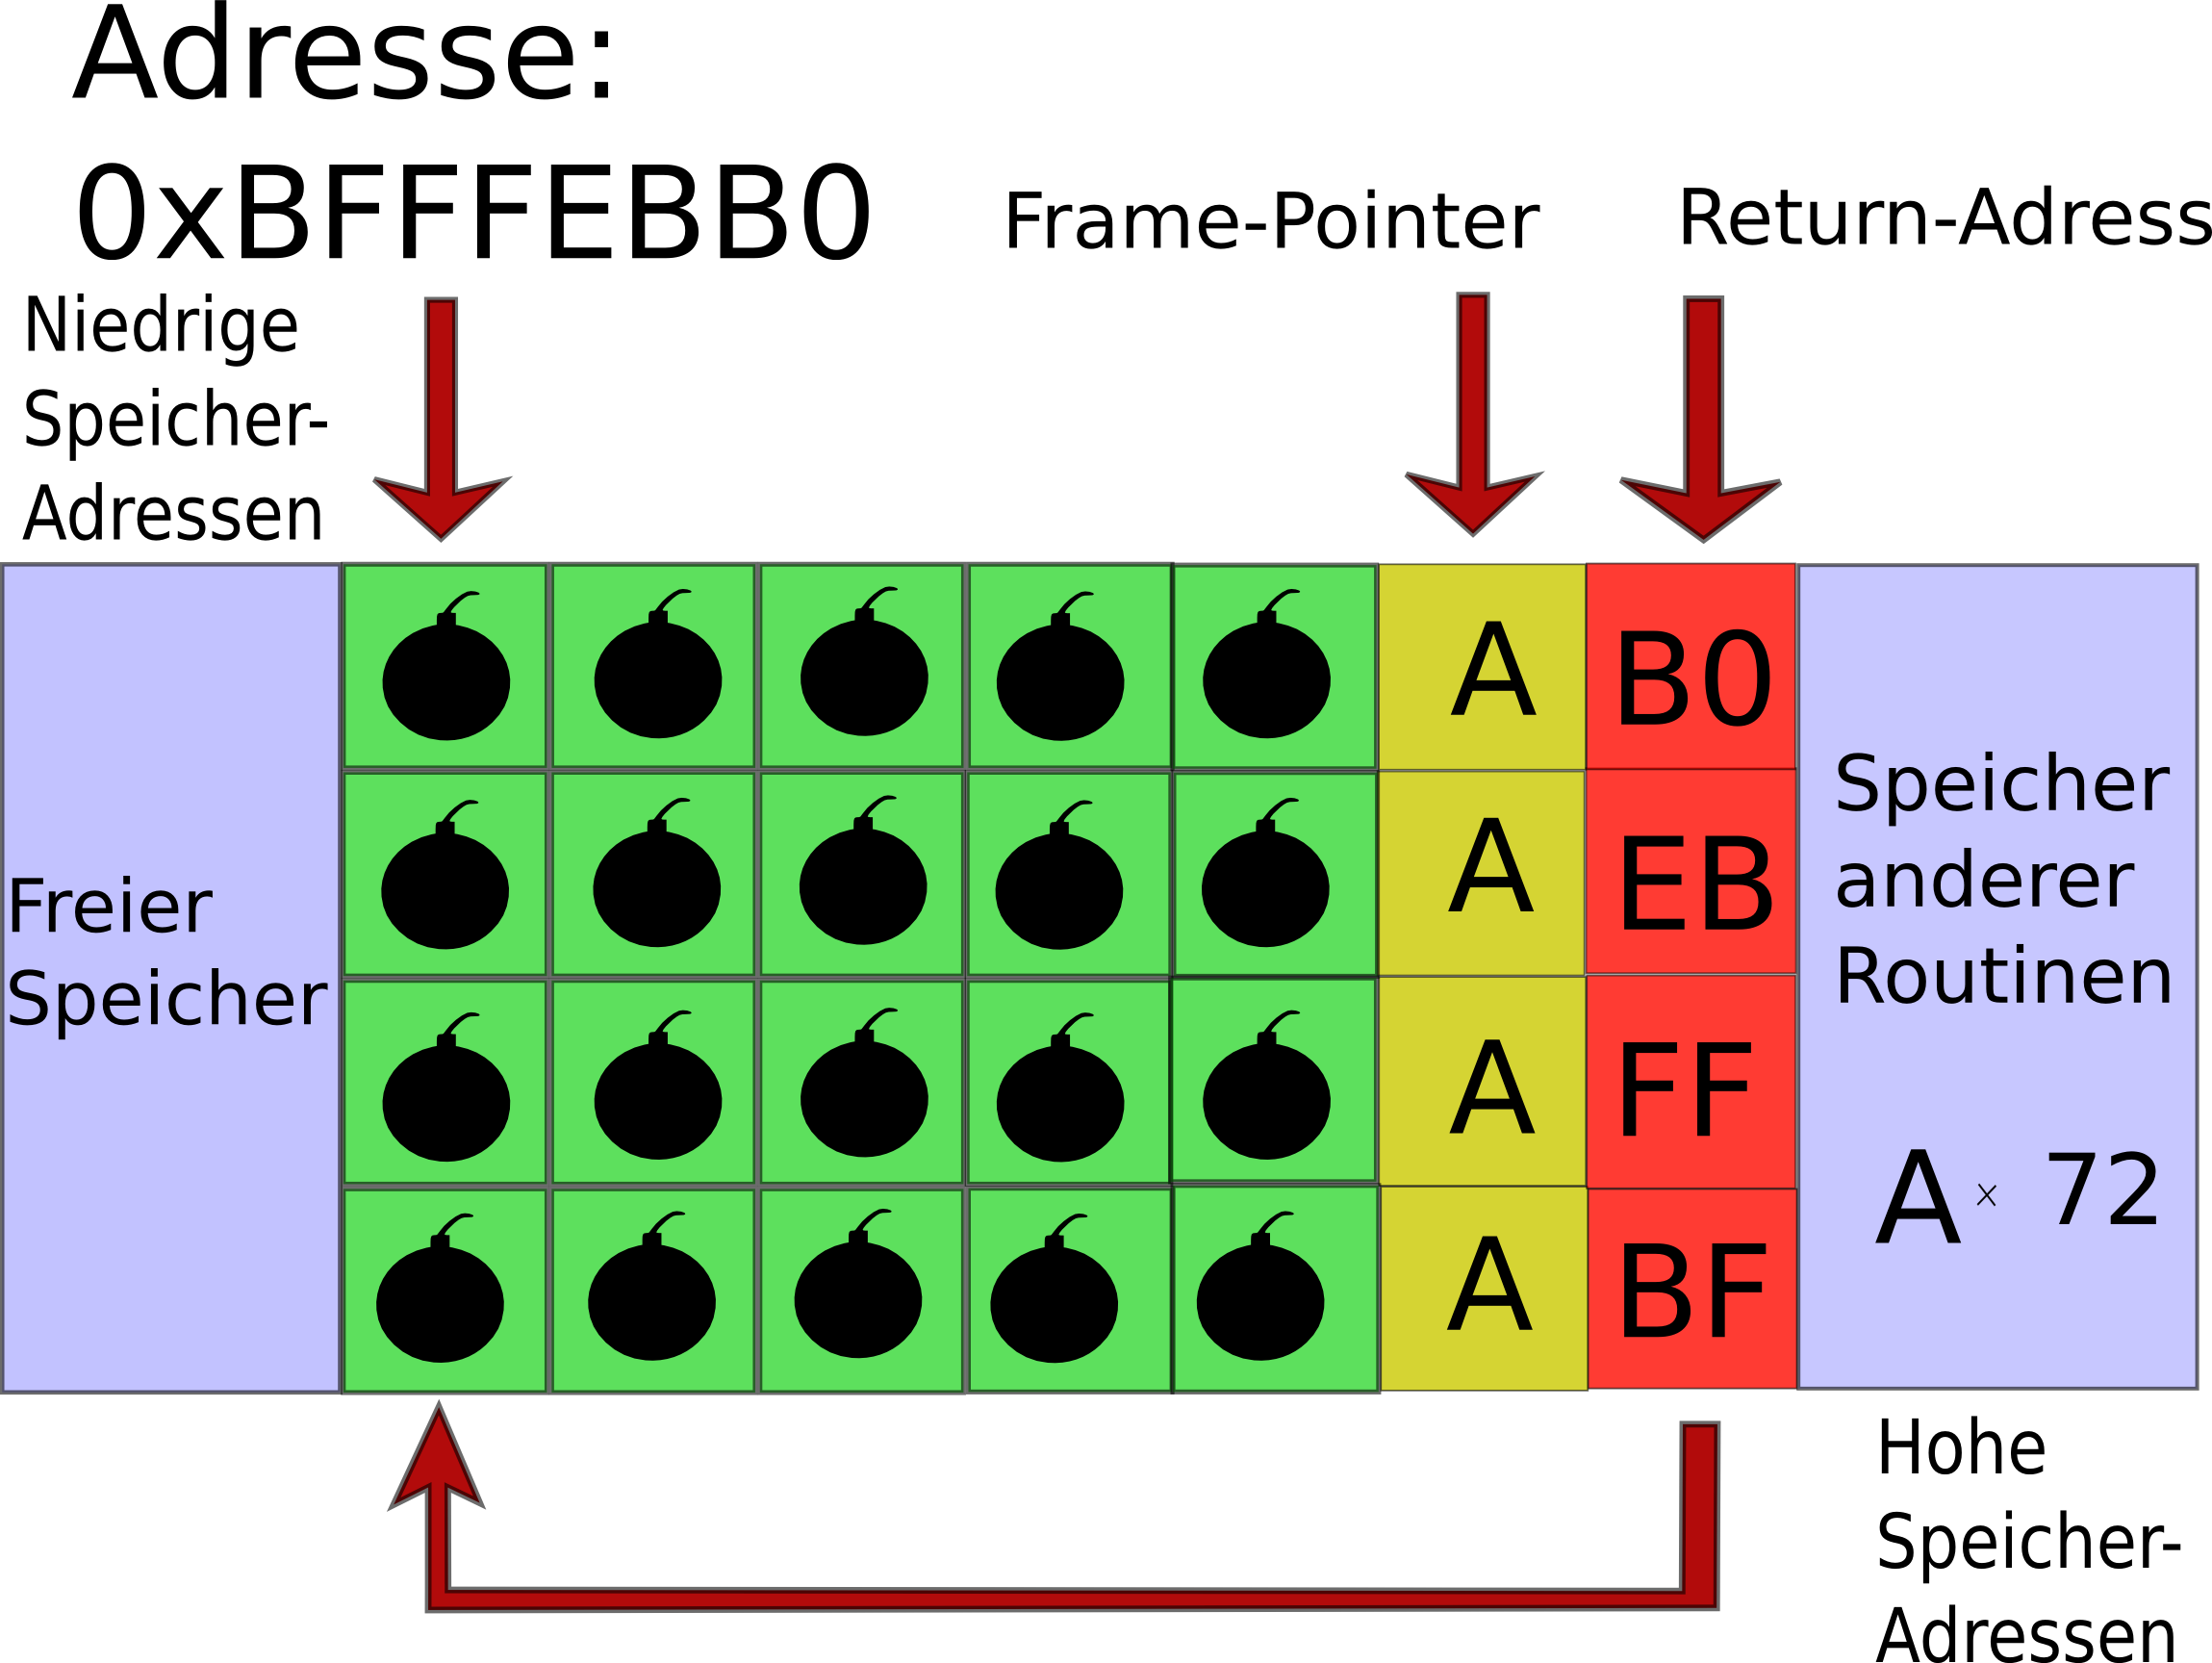 Adresse:
0xBFFFEBB0
Niedrige
Speicher-
Adressen
Frame-Pointer
Return-Adress
Freier
Speicher
A
A
A
A
B0
EB
FF
BF
Speicher
anderer
Routinen
A × 72
Hohe
Speicher-
Adressen